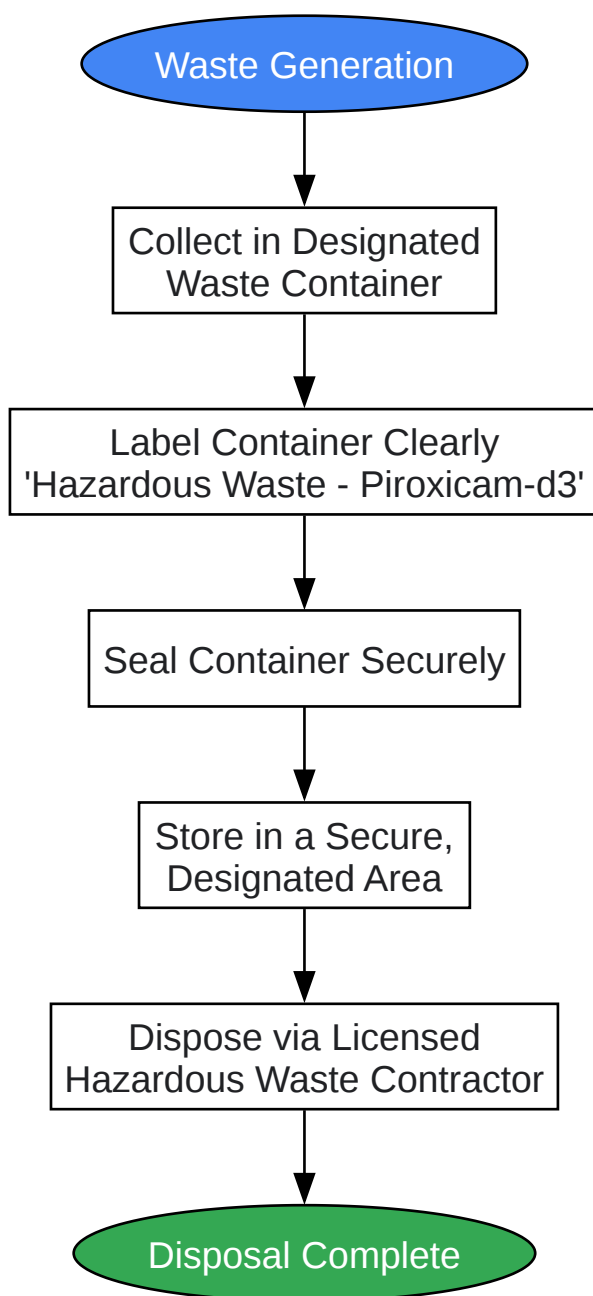 Waste Generation
Collect in Designated
Waste Container
Label Container Clearly
'Hazardous Waste - Piroxicam-d3'
Seal Container Securely
Store in a Secure,
Designated Area
Dispose via Licensed
Hazardous Waste Contractor
Disposal Complete